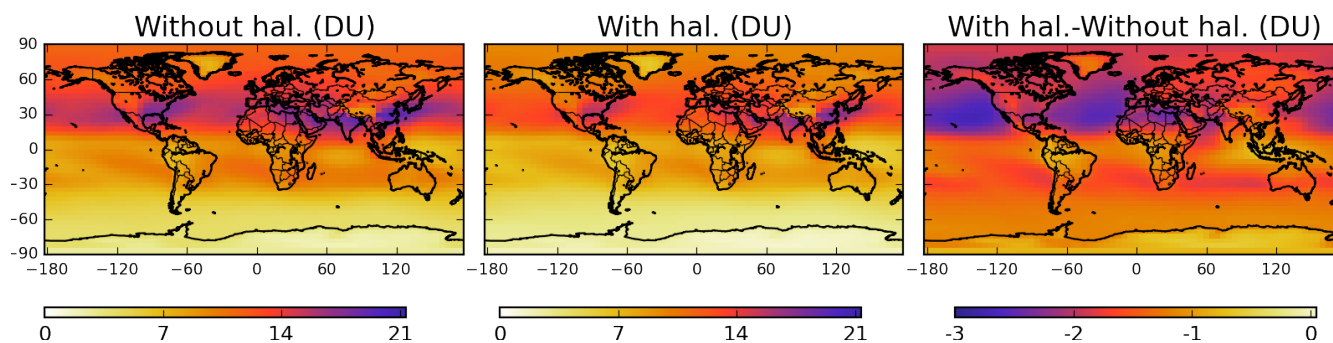 Without hal. (DU)
With hal. (DU)
With hal.-Without hal. (DU)
90
60
30
0
-30
-60
-90
-180 -120 -60 0 60 120
-180 -120 -60 0 60 120
-180 -120 -60 0 60 120
0 7 14 21
0 7 14 21
-3 -2 -1 0